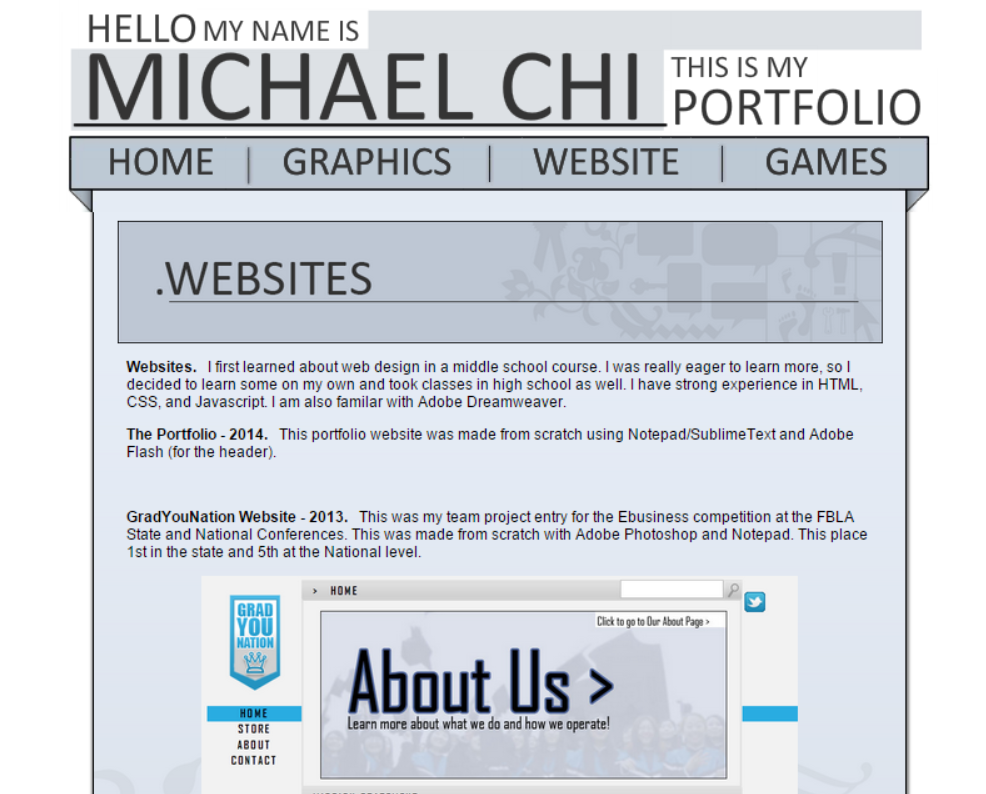 HELLO MY NAME IS
MICHAEL CHI
THIS IS MY
PORTFOLIO
HOME | GRAPHICS | WEBSITE | GAMES
.WEBSITES
Websites. I first learned about web design in a middle school course. I was really eager to learn more, so I
decided to learn some on my own and took classes in high school as well. I have strong experience in HTML,
CSS, and Javascript. I am also familar with Adobe Dreamweaver.
The Portfolio - 2014. This portfolio website was made from scratch using Notepad/SublimeText and Adobe
Flash (for the header).
GradYouNation Website - 2013. This was my team project entry for the Ebusiness competition at the FBLA
State and National Conferences. This was made from scratch with Adobe Photoshop and Notepad. This place
1st in the state and 5th at the National level.
> HOME
GRAD
YOU
NATION
Click to go to Our About Page >
About Us >
Learn more about what we do and how we operate!
HOME
STORE
ABOUT
CONTACT